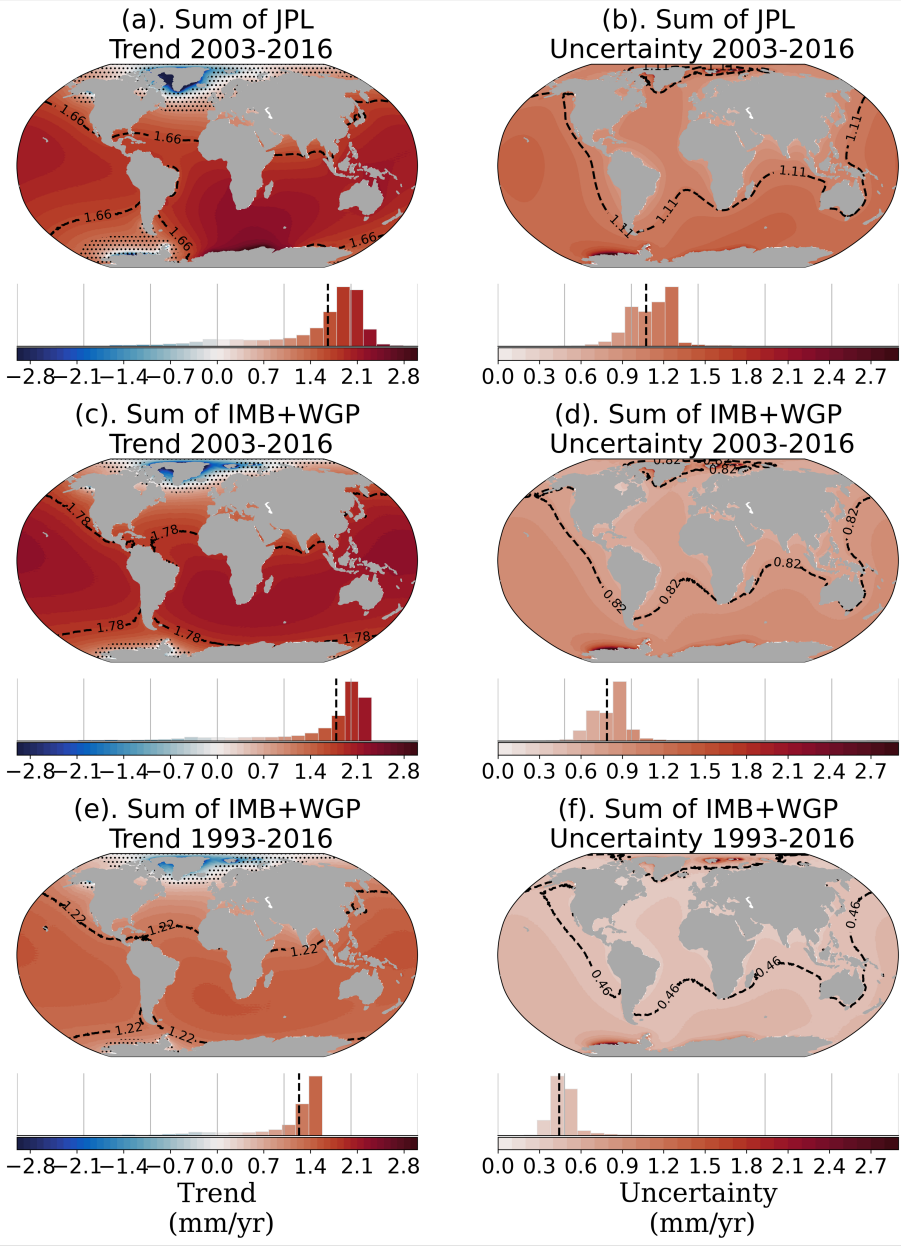 (a). Sum of JPL
Trend 2003-2016
(b). Sum of JPL
Uncertainty 2003-2016
1.66
1.66
1.66
1.66
1.66
1.11
1.11
1.11
1.11
1.11
1.11
−2.8 −2.1 −1.4 −0.7 0.0 0.7 1.4 2.1 2.8
0.0 0.3 0.6 0.9 1.2 1.5 1.8 2.1 2.4 2.7
(c). Sum of IMB+WGP
Trend 2003-2016
(d). Sum of IMB+WGP
Uncertainty 2003-2016
1.78
1.78
1.78
1.78
1.78
0.82
0.82
0.82
0.82
0.82
0.82
0.82
−2.8 −2.1 −1.4 −0.7 0.0 0.7 1.4 2.1 2.8
0.0 0.3 0.6 0.9 1.2 1.5 1.8 2.1 2.4 2.7
(e). Sum of IMB+WGP
Trend 1993-2016
(f). Sum of IMB+WGP
Uncertainty 1993-2016
1.22
1.22
1.22
1.22
1.22
0.46
0.46
0.46
0.46
−2.8 −2.1 −1.4 −0.7 0.0 0.7 1.4 2.1 2.8
0.0 0.3 0.6 0.9 1.2 1.5 1.8 2.1 2.4 2.7
Trend
(mm/yr)
Uncertainty
(mm/yr)